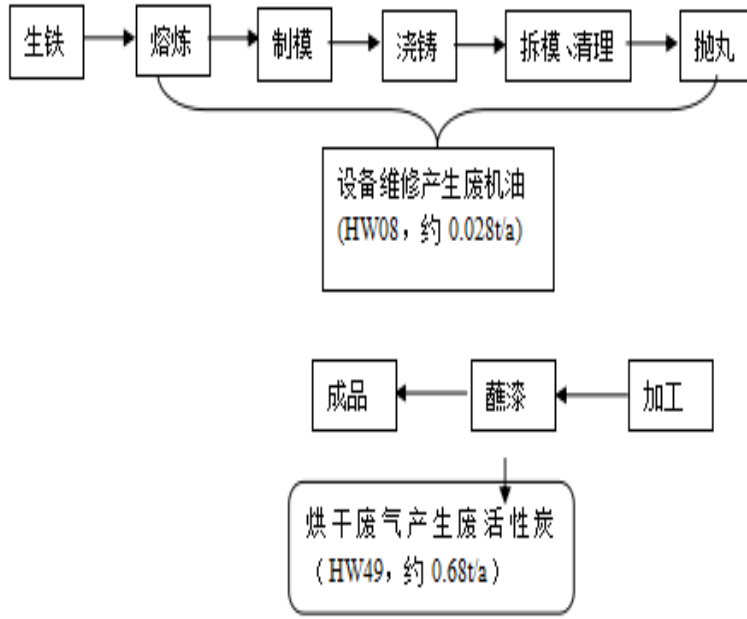 生铁
熔炼
制模
浇铸
拆模、清理
抛丸
设备维修产生废机油
(HW08，约 0.028t/a)
成品
蘸漆
加工
烘干废气产生废活性炭
（HW49，约 0.68t/a）